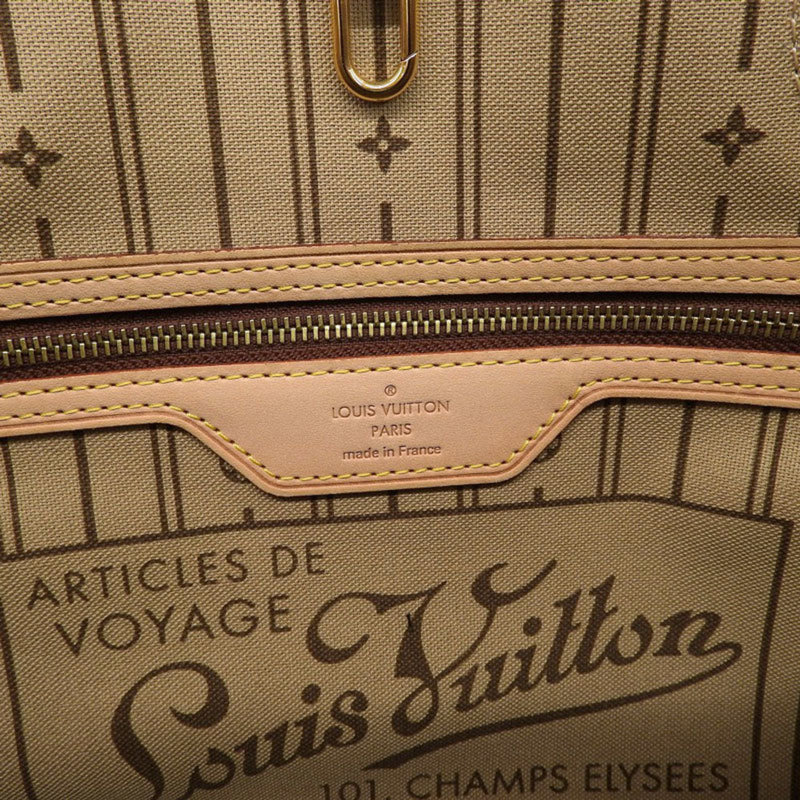 ®
LOUIS VUITTON
PARIS
made in France
ARTICLES DE
VOYAGE
Louis Vuitton
101, CHAMPS ELYSEES